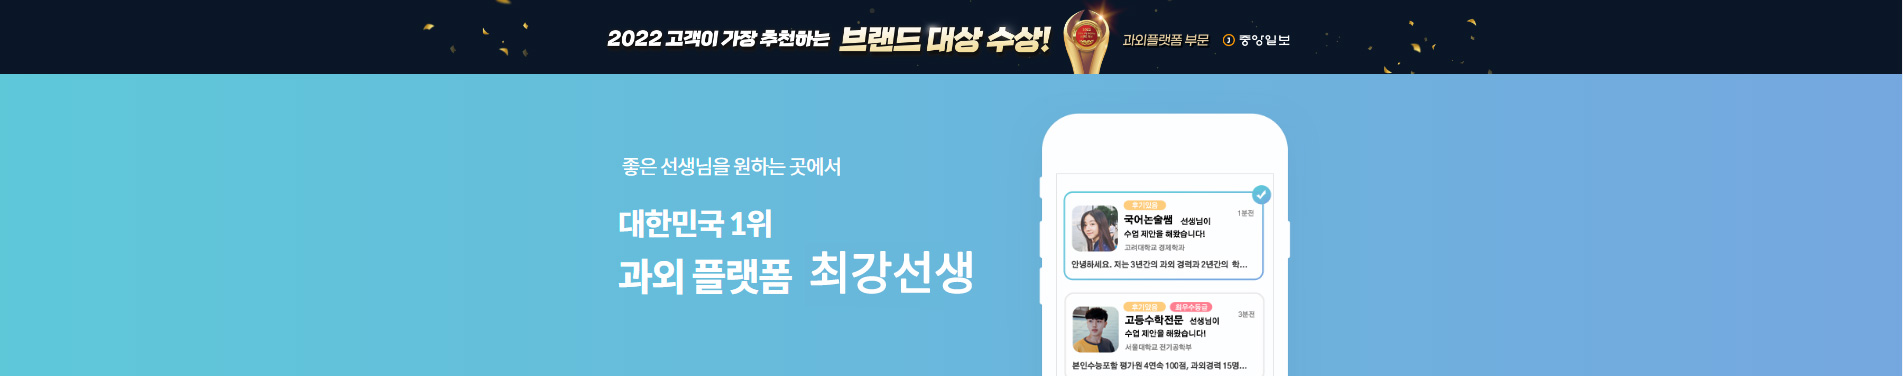 2022 고객이 가장 추천하는 브랜드 대상 수상! 과외플랫폼 부문 중앙일보
좋은 선생님을 원하는 곳에서
대한민국 1위
과외 플랫폼 최강선생
후기있음
국어논술쌤 선생님이 1분전
수업 제안을 해왔습니다!
고려대학교 경제학과
안녕하세요. 저는 3년간의 과외 경력과 2년간의 학...
후기있음 최우수등급
고등수학전문 선생님이 3분전
수업 제안을 해왔습니다!
서울대학교 전기공학부
본인수능포함 평가원 4연속 100점, 과외경력 15명...